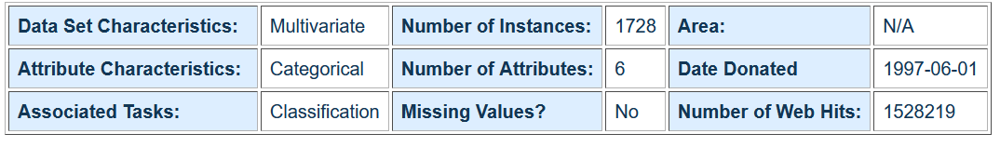 Data Set Characteristics: Multivariate Number of Instances: 1728 Area: N/A
Attribute Characteristics: Categorical Number of Attributes: 6 Date Donated 1997-06-01
Associated Tasks: Classification Missing Values? No Number of Web Hits: 1528219